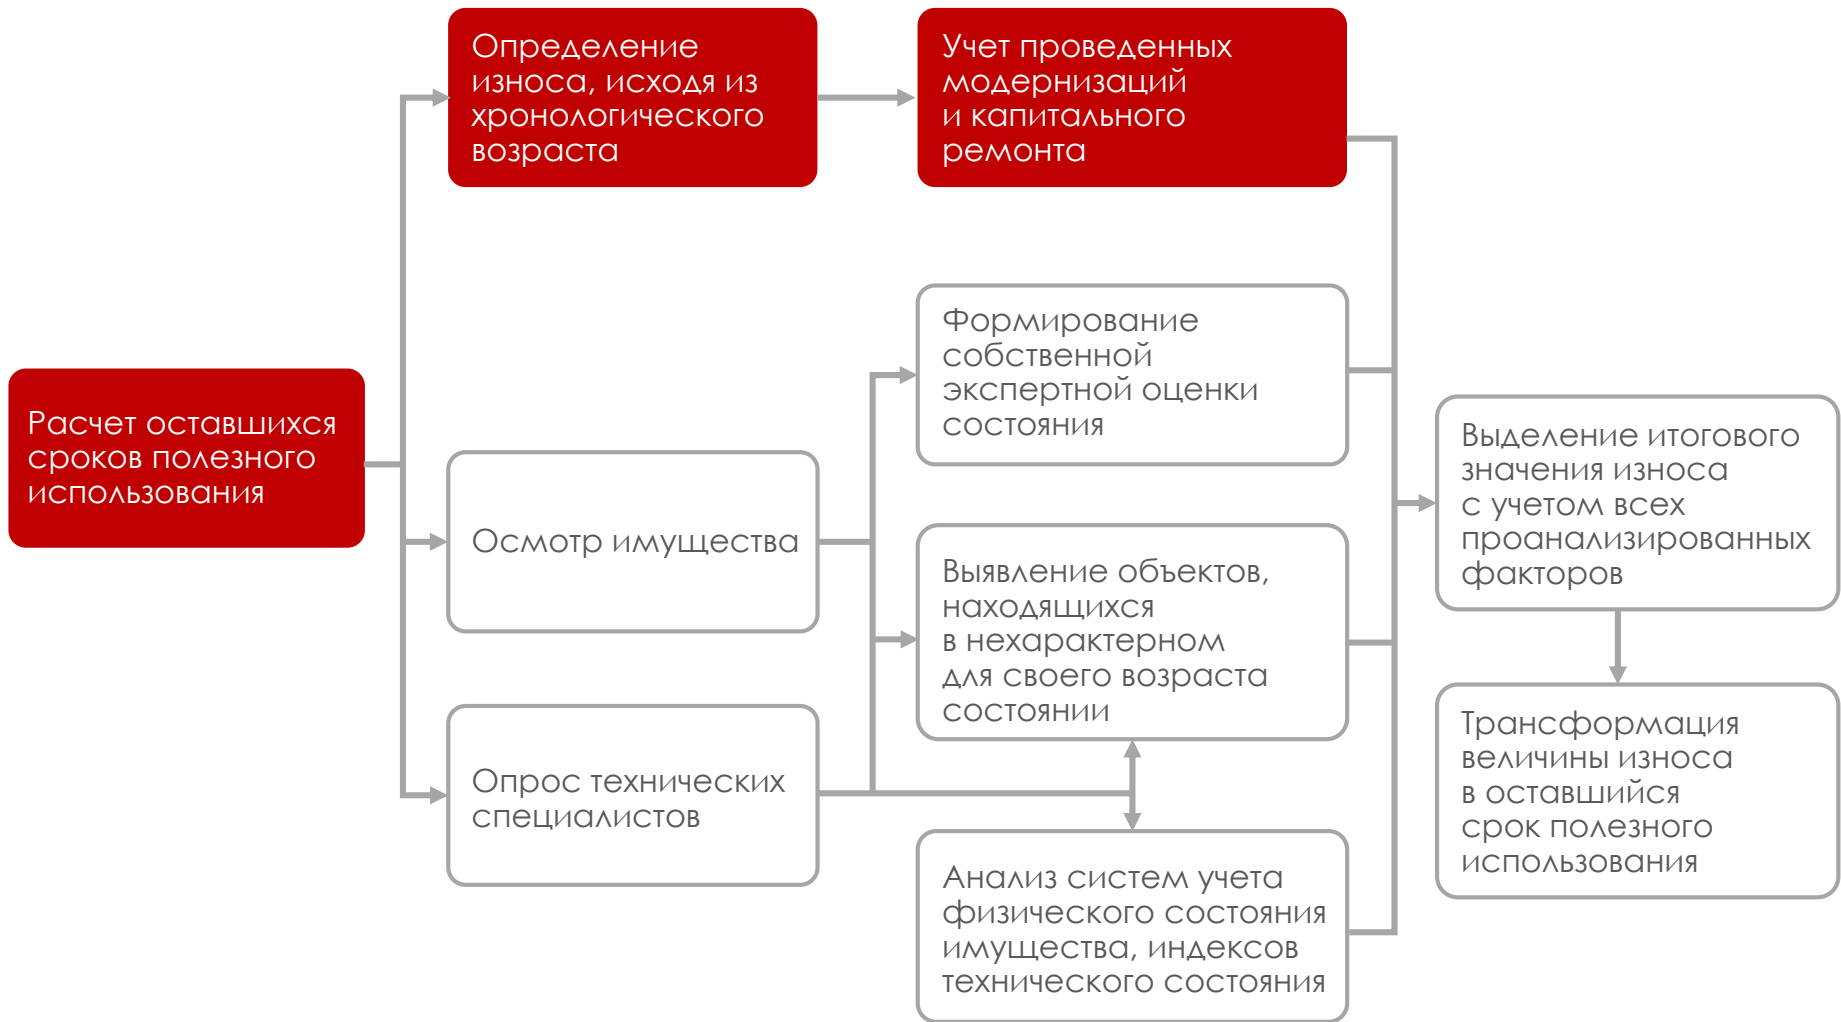 Определение
износа, исходя из
хронологического
возраста
Учет проведенных
модернизаций
и капитального
ремонта
Расчет оставшихся
сроков полезного
использования
Осмотр имущества
Опрос технических
специалистов
Формирование
собственной
экспертной оценки
состояния
Выявление объектов,
находящихся
в нехарактерном
для своего возраста
состоянии
Анализ систем учета
физического состояния
имущества, индексов
технического состояния
Выделение итогового
значения износа
с учетом всех
проанализированных
факторов
Трансформация
величины износа
в оставшийся
срок полезного
использования